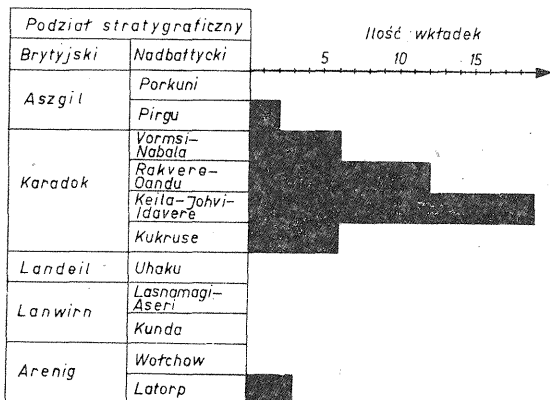 Podział stratygraficzny
Ilość wkładek
Brytyjski Nadbałtycki
5 10 15
Aszgil
Porkuni
Pirgu
Karadok
Vormsi-
Nabala
Rakvere-
Oandu
Keila-Johvi-
Idavere
Kukruse
Landeil Uhaku
Lanwirn
Lasnamagi-
Aseri
Kunda
Arenig
Wołchow
Latorp